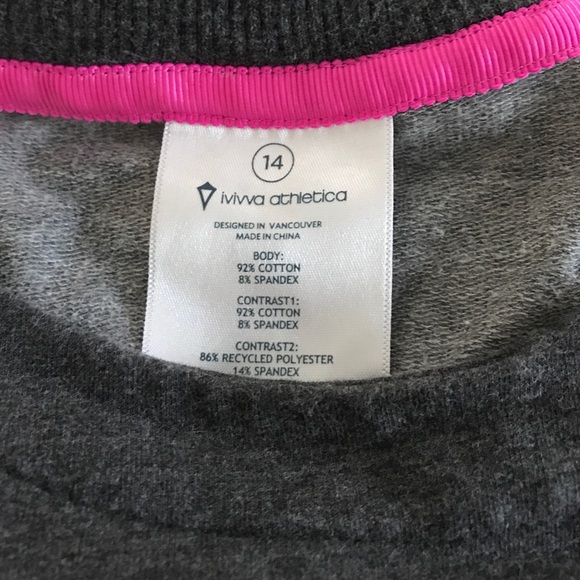 14
ivivva athletica
DESIGNED IN VANCOUVER
MADE IN CHINA
BODY:
92% COTTON
8% SPANDEX
CONTRAST1:
92% COTTON
8% SPANDEX
CONTRAST2:
86% RECYCLED POLYESTER
14% SPANDEX